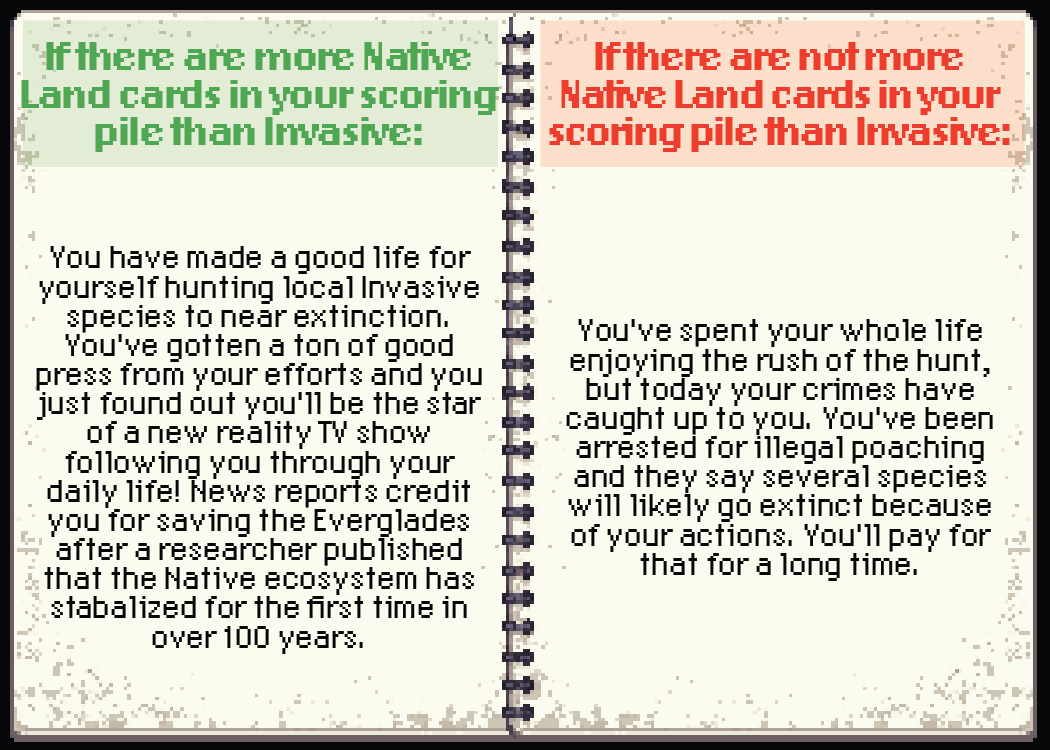 If there are more Native
Land cards in your scoring
pile than Invasive:
You have made a good life for
yourself hunting local Invasive
species to near extinction.
You've gotten a ton of good
press from your efforts and you
just found out you'll be the star
of a new reality TV show
following you through your
daily life! News reports credit
you for saving the Everglades
after a researcher published
that the Native ecosystem has
stabalized for the first time in
over 100 years.
If there are not more
Native Land cards in your
scoring pile than Invasive:
You've spent your whole life
enjoying the rush of the hunt,
but today your crimes have
caught up to you. You've been
arrested for illegal poaching
and they say several species
will likely go extinct because
of your actions. You'll pay for
that for a long time.